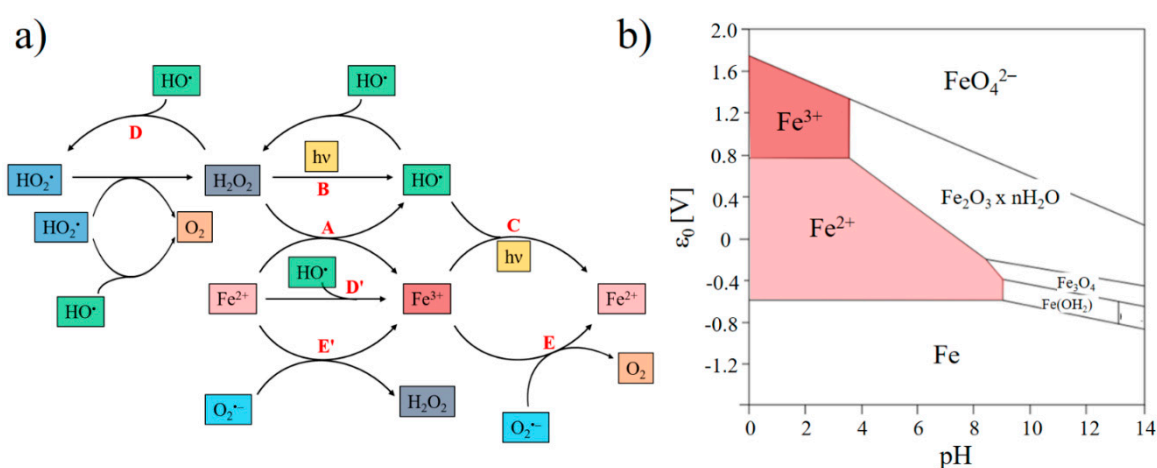 a)
HO•
HO•
D
hν
HO₂•
H₂O₂
HO•
B
HO₂•
O₂
A
C
hν
HO•
HO•
D'
Fe²⁺
Fe³⁺
Fe²⁺
E'
E
O₂
O₂•⁻
H₂O₂
O₂•⁻
b)
2.0
1.6
1.2
0.8
0.4
0
-0.4
-0.8
-1.2
ε₀ [V]
FeO₄²⁻
Fe³⁺
Fe₂O₃ x nH₂O
Fe²⁺
Fe₃O₄
Fe(OH₂)
Fe
0 2 4 6 8 10 12 14
pH